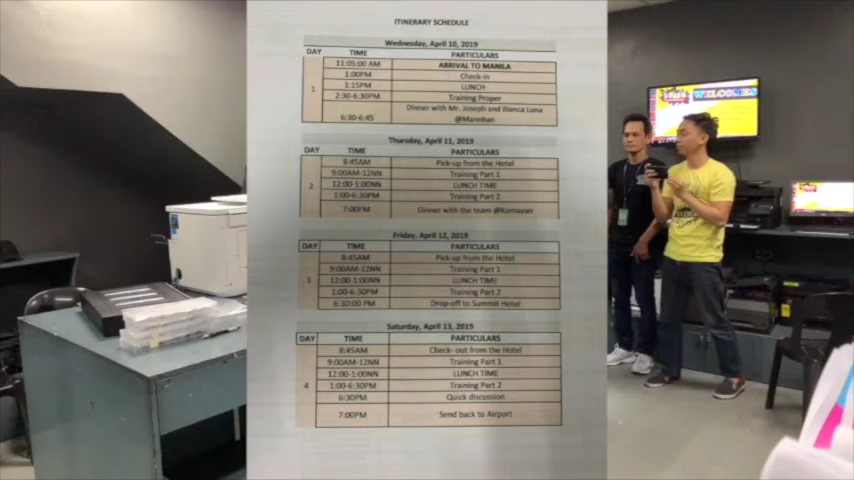 ITINERARY SCHEDULE
Wednesday, April 10, 2019
DAY TIME PARTICULARS
1
11:05:00 AM ARRIVAL TO MANILA
1:00PM Check-in
1:15PM LUNCH
2:30-6:30PM Training Proper
6:30-6:45 Dinner with Mr. Joseph and Bianca Luna
@Mannhan
Thursday, April 11, 2019
DAY TIME PARTICULARS
2
8:45AM Pick-up from the Hotel
9:00AM-12NN Training Part 1
12:00-1:00NN LUNCH TIME
1:00-6:30PM Training Part 2
7:00PM Dinner with the team @Kamayan
Friday, April 12, 2019
DAY TIME PARTICULARS
3
8:45AM Pick-up from the Hotel
9:00AM-12NN Training Part 1
12:00-1:00NN LUNCH TIME
1:00-6:30PM Training Part 2
6:30:00 PM Drop-off to Summit Hotel
Saturday, April 13, 2019
DAY TIME PARTICULARS
4
8:45AM Check- out from the Hotel
9:00AM-12NN Training Part 1
12:00-1:00NN LUNCH TIME
1:00-6:30PM Training Part 2
6:30PM Quick discussion
7:00PM Send back to Airport
WELCOMES